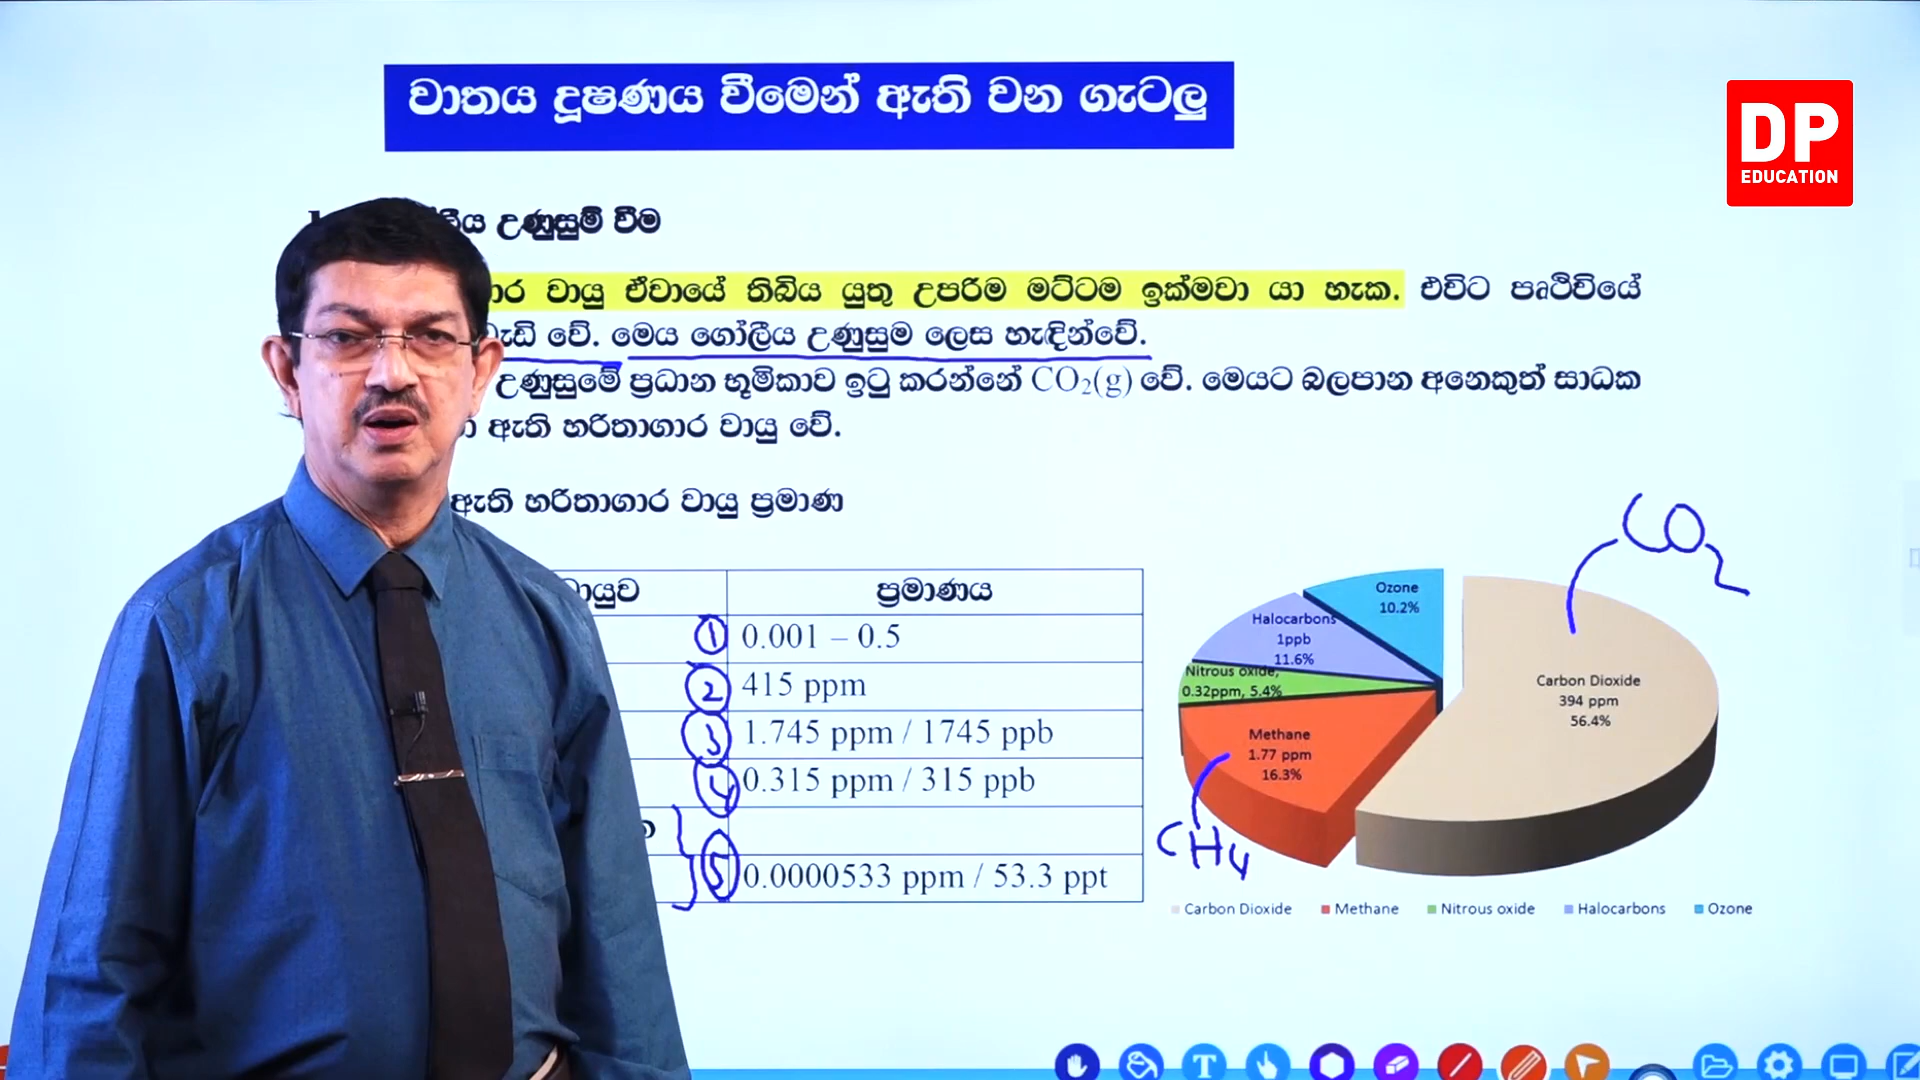 වාතය දූෂණය වීමෙන් ඇති වන ගැටලු
DP
EDUCATION
උණුසුම් වීම
වායු ඒවායේ තිබිය යුතු උපරිම මට්ටම ඉක්මවා යා හැක. එවිට පෘථිවියේ
වේ. මෙය ගෝලීය උණුසුම ලෙස හැඳින්වේ.
උණුසුමේ ප්‍රධාන භූමිකාව ඉටු කරන්නේ CO₂(g) වේ. මෙයට බලපාන අනෙකුත් සාධක
ඇති හරිතාගාර වායු වේ.
ඇති හරිතාගාර වායු ප්‍රමාණ
ප්‍රමාණය
1 0.001 – 0.5
2 415 ppm
3 1.745 ppm / 1745 ppb
4 0.315 ppm / 315 ppb
5 0.0000533 ppm / 53.3 ppt
CO2
Ozone
10.2%
Halocarbons
1ppb
11.6%
Nitrous oxide,
0.32ppm, 5.4%
Carbon Dioxide
394 ppm
56.4%
Methane
1.77 ppm
16.3%
CH4
Carbon Dioxide Methane Nitrous oxide Halocarbons Ozone
T